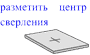 разметить центр
сверления